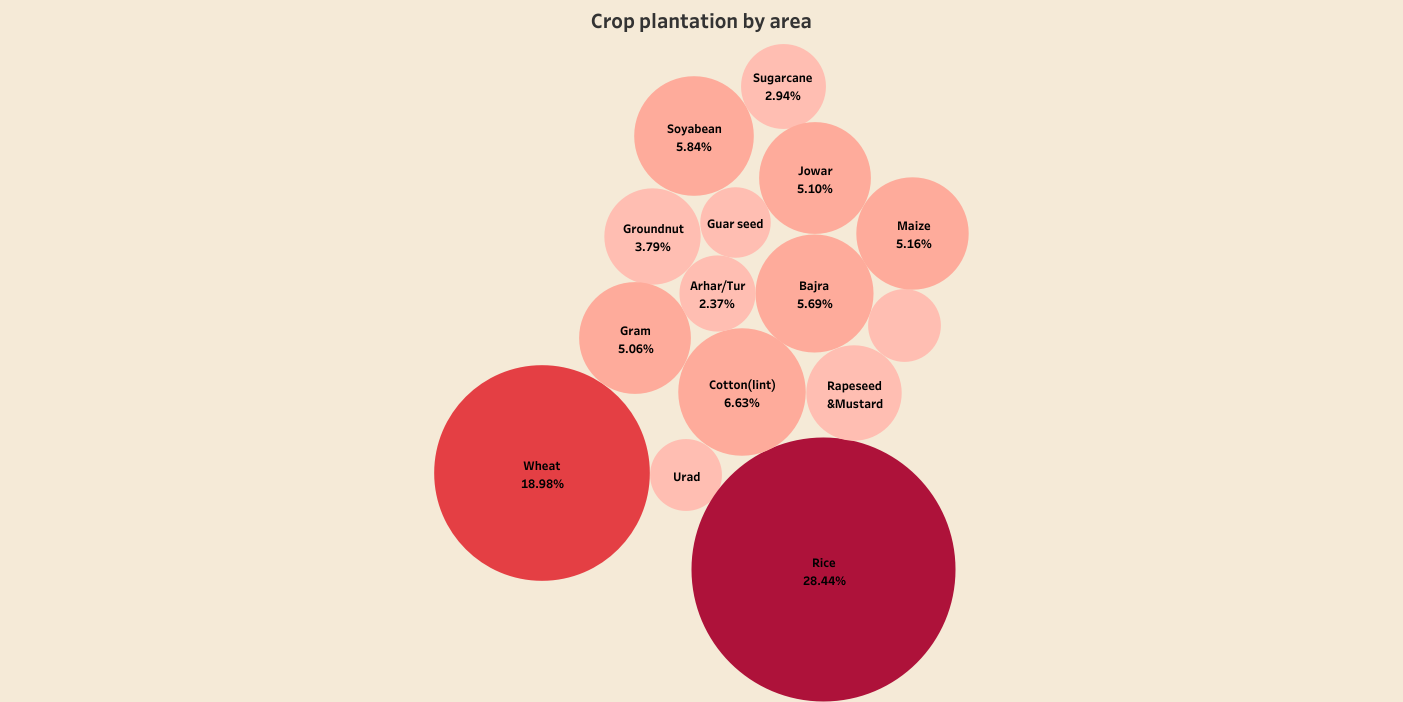 Crop plantation by area
Sugarcane
2.94%
Soyabean
5.84%
Jowar
5.10%
Guar seed
Groundnut
3.79%
Maize
5.16%
Arhar/Tur
2.37%
Bajra
5.69%
Gram
5.06%
Cotton(lint)
6.63%
Rapeseed
&Mustard
Wheat
18.98%
Urad
Rice
28.44%